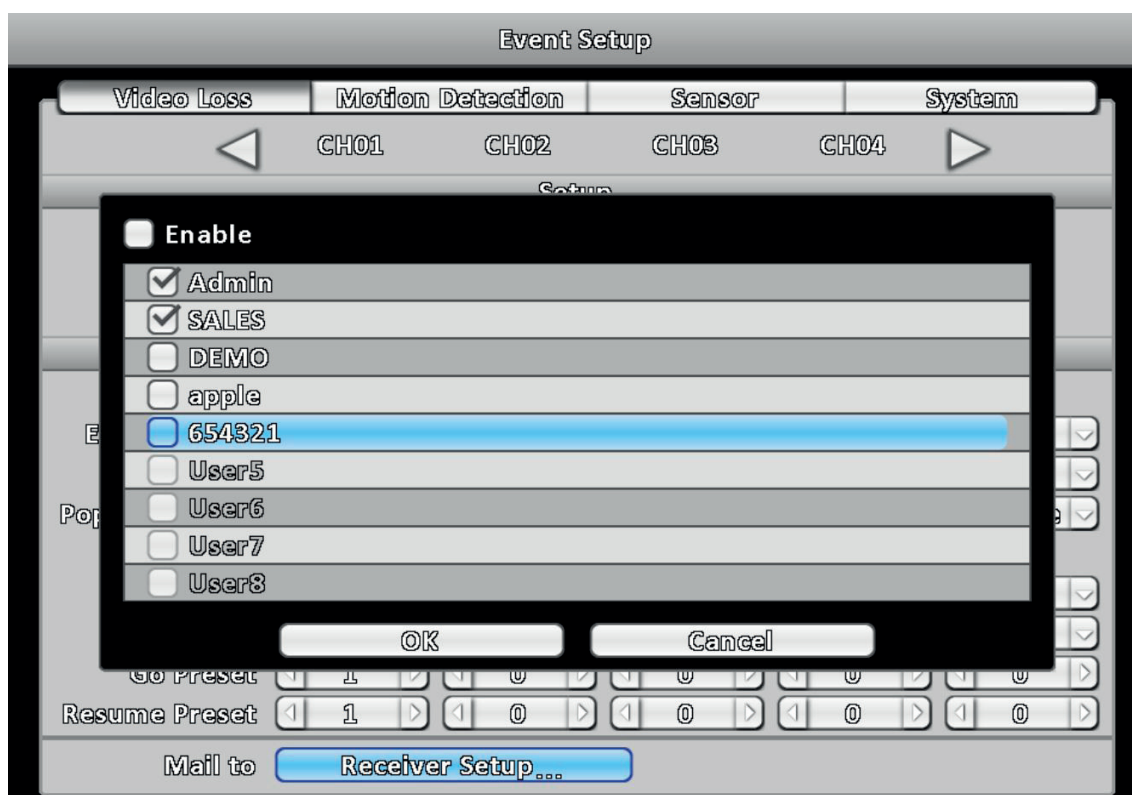 Event Setup
Video Loss Motion Detection Sensor System
CH01 CH02 CH03 CH04
Setup
Enable
Admin
SALES
DEMO
apple
654321
User5
User6
User7
User8
OK Cancel
Go Preset 1 0 0 0 0
Resume Preset 1 0 0 0 0
Mail to Receiver Setup...